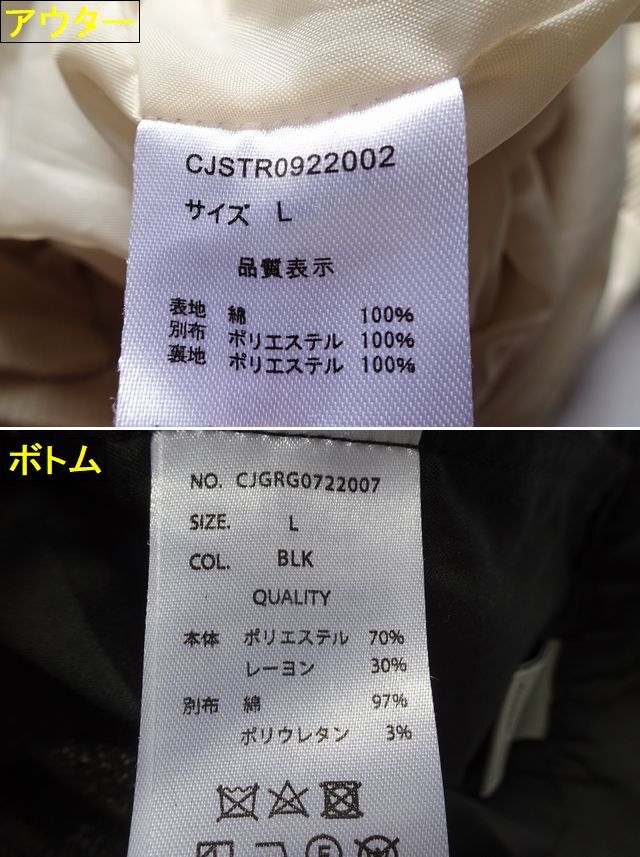 アウター
CJSTR0922002
サイズ L
品質表示
表地 綿 100%
別布 ポリエステル 100%
裏地 ポリエステル 100%
ボトム
NO. CJGRG0722007
SIZE. L
COL. BLK
QUALITY
本体 ポリエステル 70%
レーヨン 30%
別布 綿 97%
ポリウレタン 3%